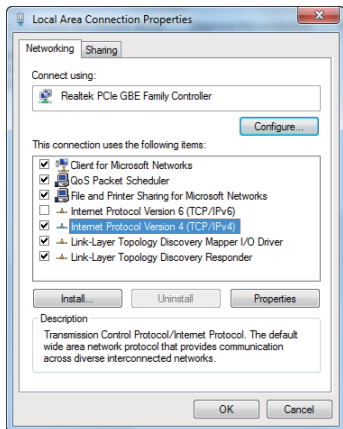 Local Area Connection Properties
Networking
Sharing
Connect using:
Realtek PCIe GBE Family Controller
Configure...
This connection uses the following items:
Client for Microsoft Networks
QoS Packet Scheduler
File and Printer Sharing for Microsoft Networks
Internet Protocol Version 6 (TCP/IPv6)
Internet Protocol Version 4 (TCP/IPv4)
Link-Layer Topology Discovery Mapper I/O Driver
Link-Layer Topology Discovery Responder
Install...
Uninstall
Properties
Description
Transmission Control Protocol/Internet Protocol. The default
wide area network protocol that provides communication
across diverse interconnected networks.
OK
Cancel